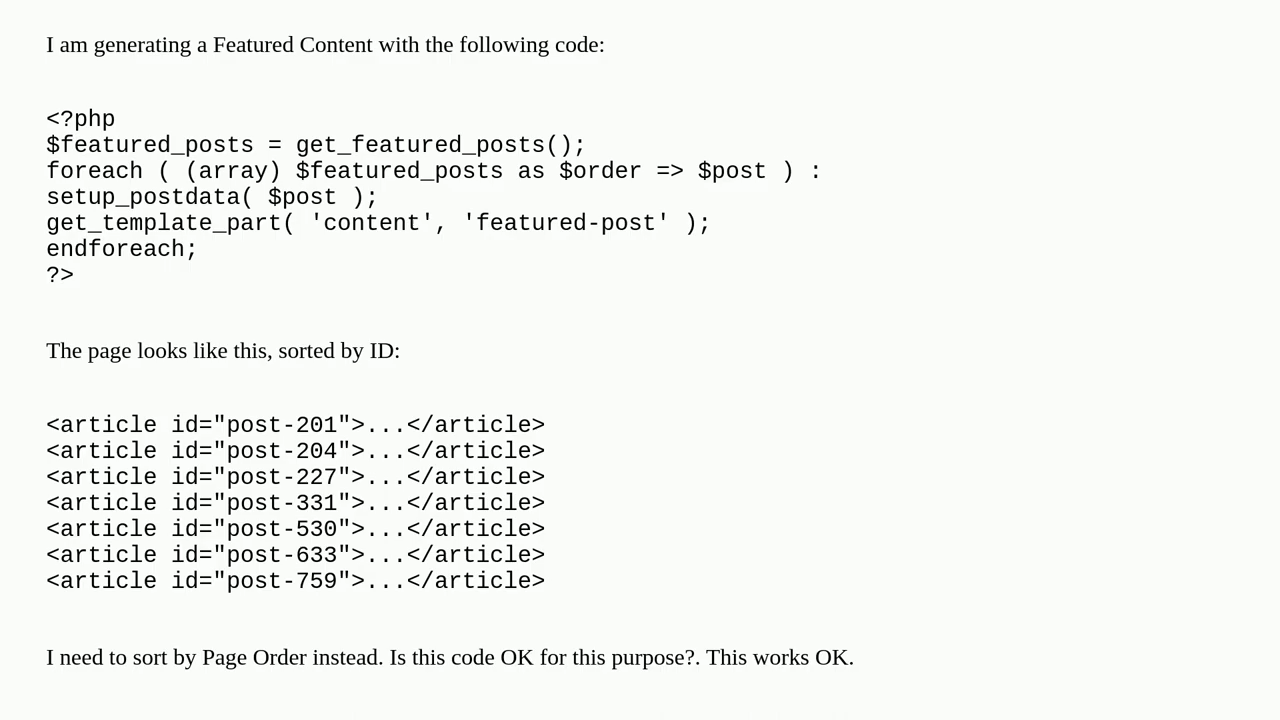 I am generating a Featured Content with the following code:
<?php
$featured_posts = get_featured_posts();
foreach ( (array) $featured_posts as $order => $post ) :
setup_postdata( $post );
get_template_part( 'content', 'featured-post' );
endforeach;
?>
The page looks like this, sorted by ID:
<article id="post-201">...</article>
<article id="post-204">...</article>
<article id="post-227">...</article>
<article id="post-331">...</article>
<article id="post-530">...</article>
<article id="post-633">...</article>
<article id="post-759">...</article>
I need to sort by Page Order instead. Is this code OK for this purpose?. This works OK.